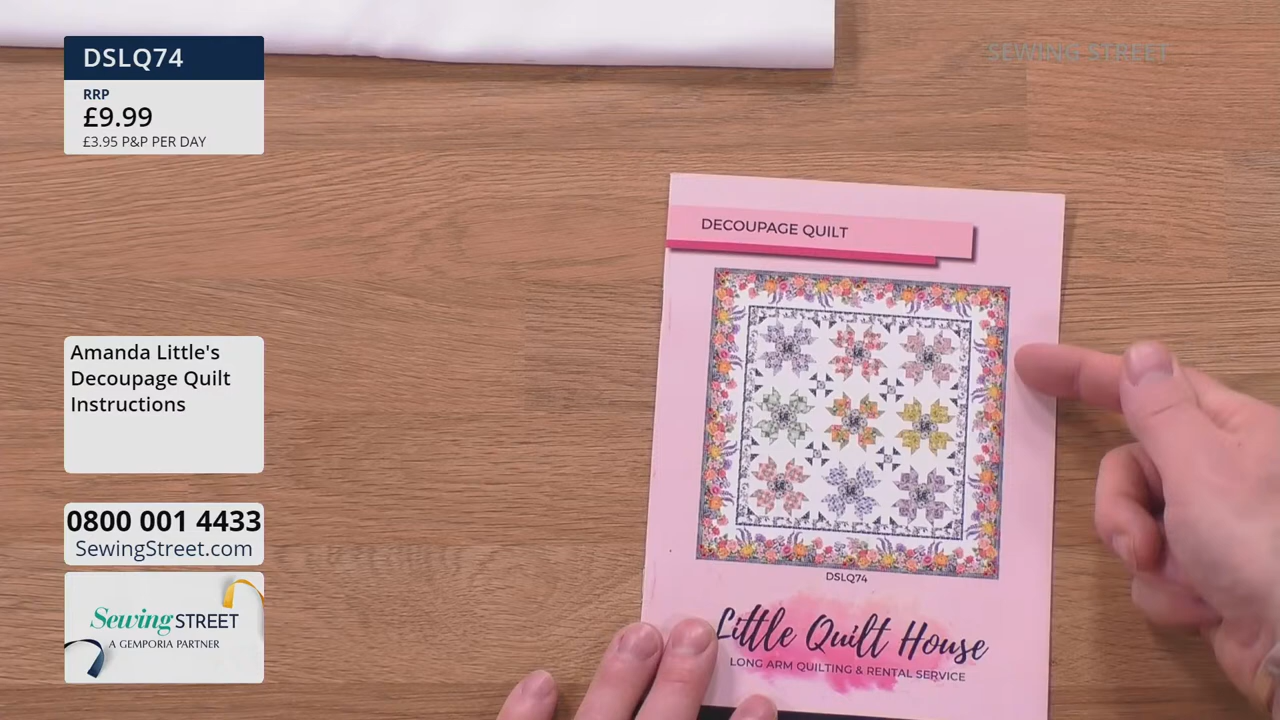 DSLQ74
RRP
£9.99
£3.95 P&P PER DAY
SEWING STREET
Amanda Little's
Decoupage Quilt
Instructions
0800 001 4433
SewingStreet.com
Sewing STREET
A GEMPORIA PARTNER
DECOUPAGE QUILT
DSLQ74
Little Quilt House
LONG ARM QUILTING & RENTAL SERVICE